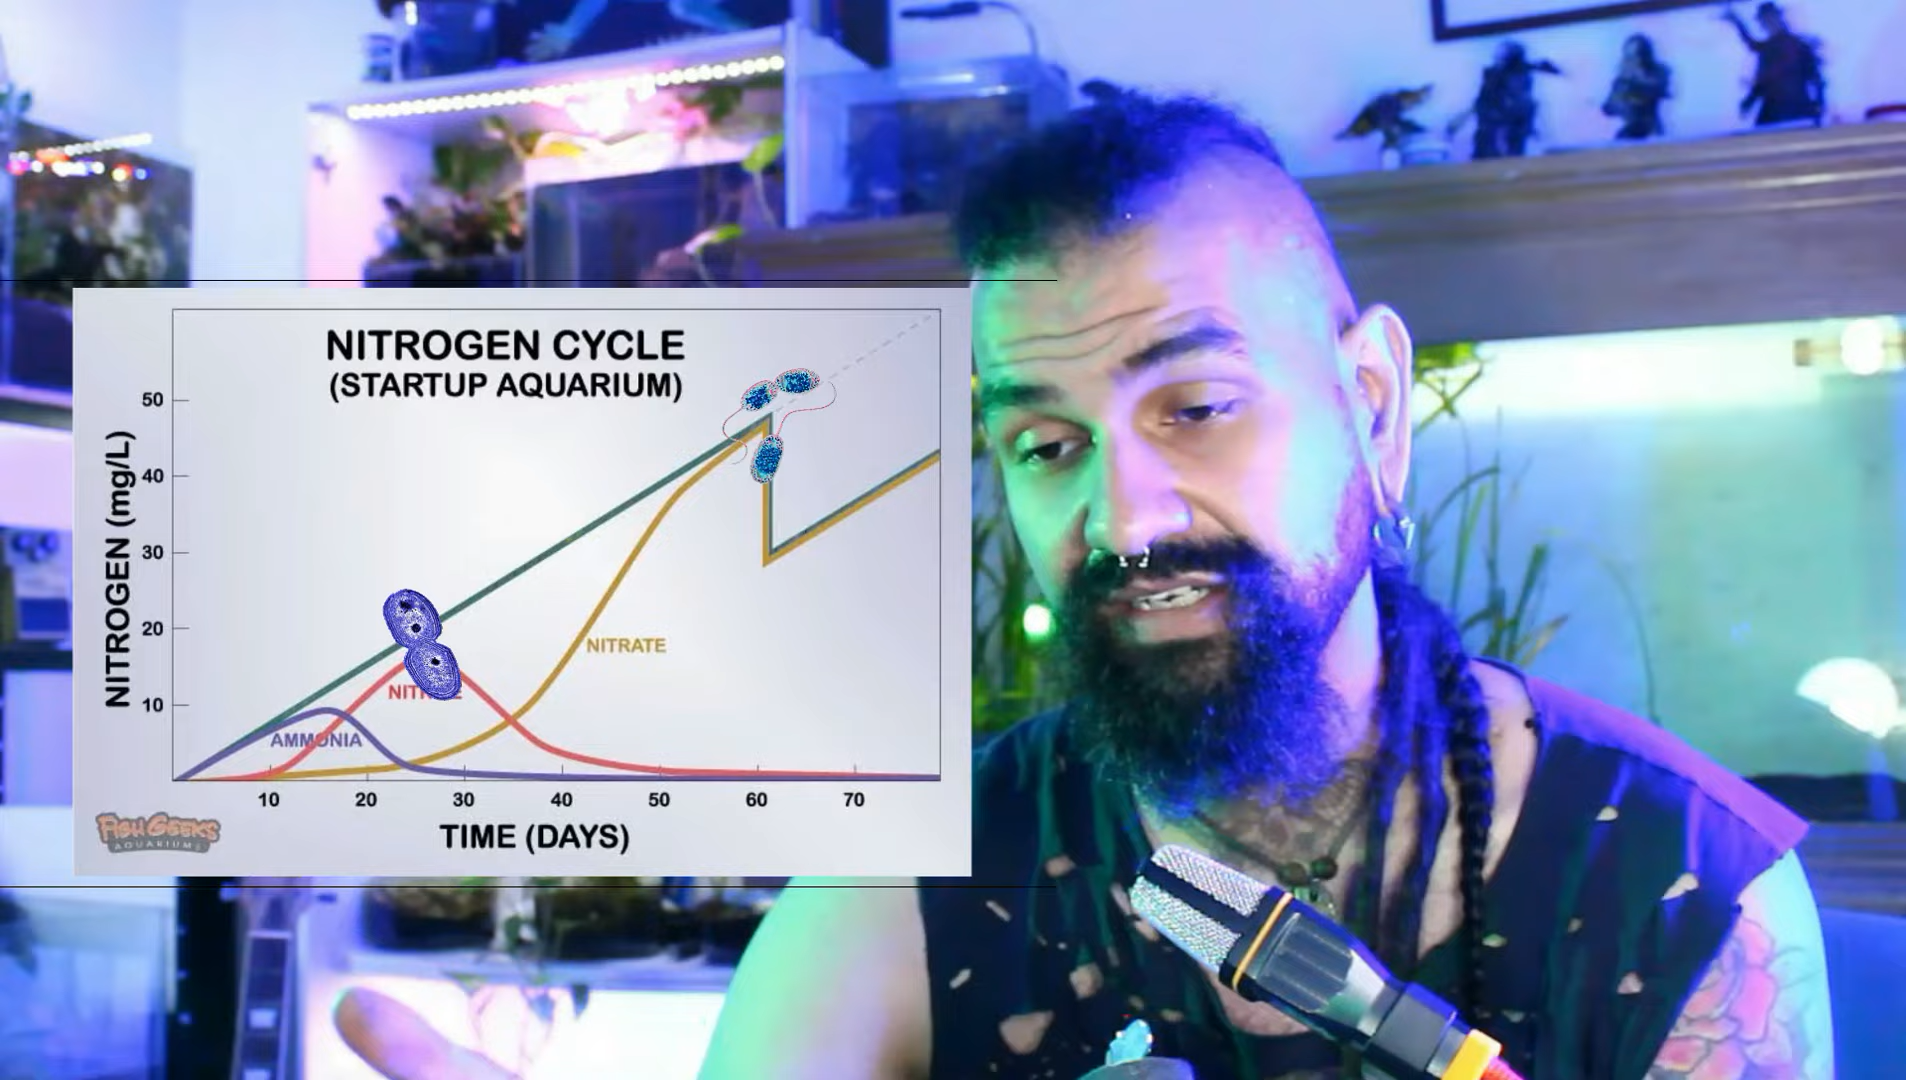 NITROGEN CYCLE
(STARTUP AQUARIUM)
NITROGEN (mg/L)
50
40
30
20
10
NITRATE
AMMONIA
10 20 30 40 50 60 70
TIME (DAYS)
FISH GEEKS
AQUARIUMS